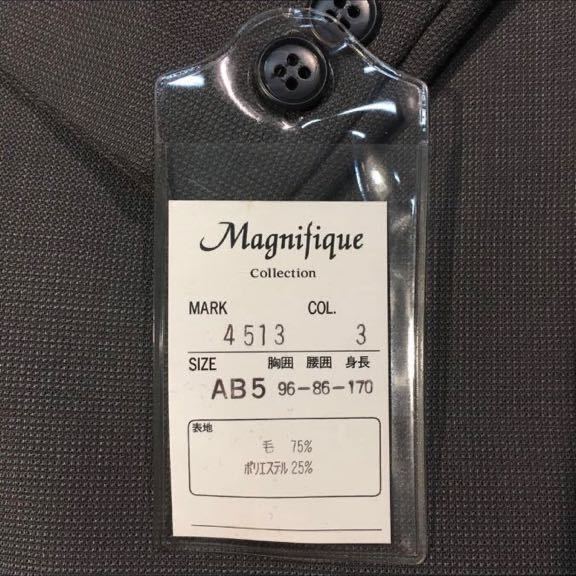 Magnifique
Collection
MARK COL.
4513 3
SIZE 胸囲 腰囲 身長
AB5 96-86-170
表地
毛 75%
ポリエステル 25%